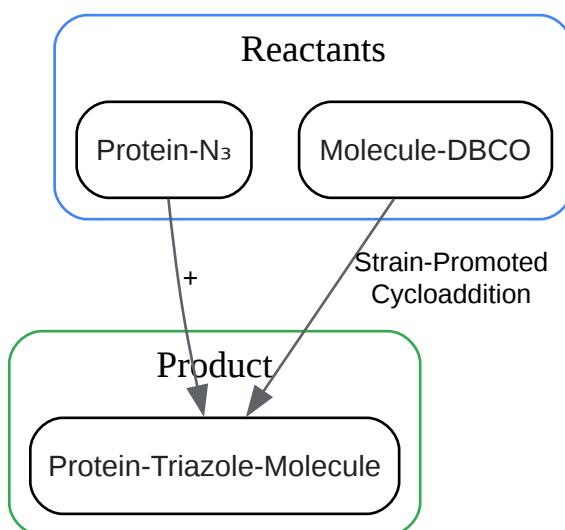 Reactants
Protein-N₃
Molecule-DBCO
+
Strain-Promoted
Cycloaddition
Product
Protein-Triazole-Molecule